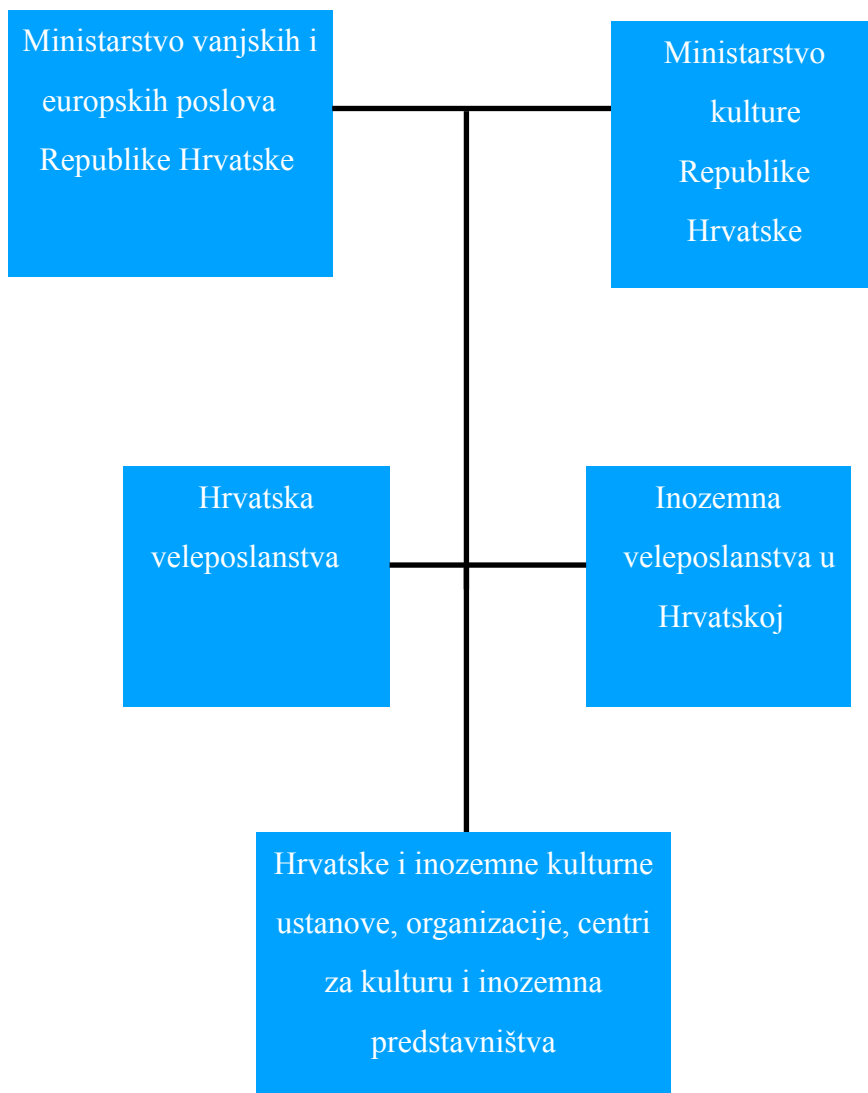 Ministarstvo vanjskih i
europskih poslova
Republike Hrvatske
Ministarstvo
kulture
Republike
Hrvatske
Hrvatska
veleposlanstva
Inozemna
veleposlanstva u
Hrvatskoj
Hrvatske i inozemne kulturne
ustanove, organizacije, centri
za kulturu i inozemna
predstavništva